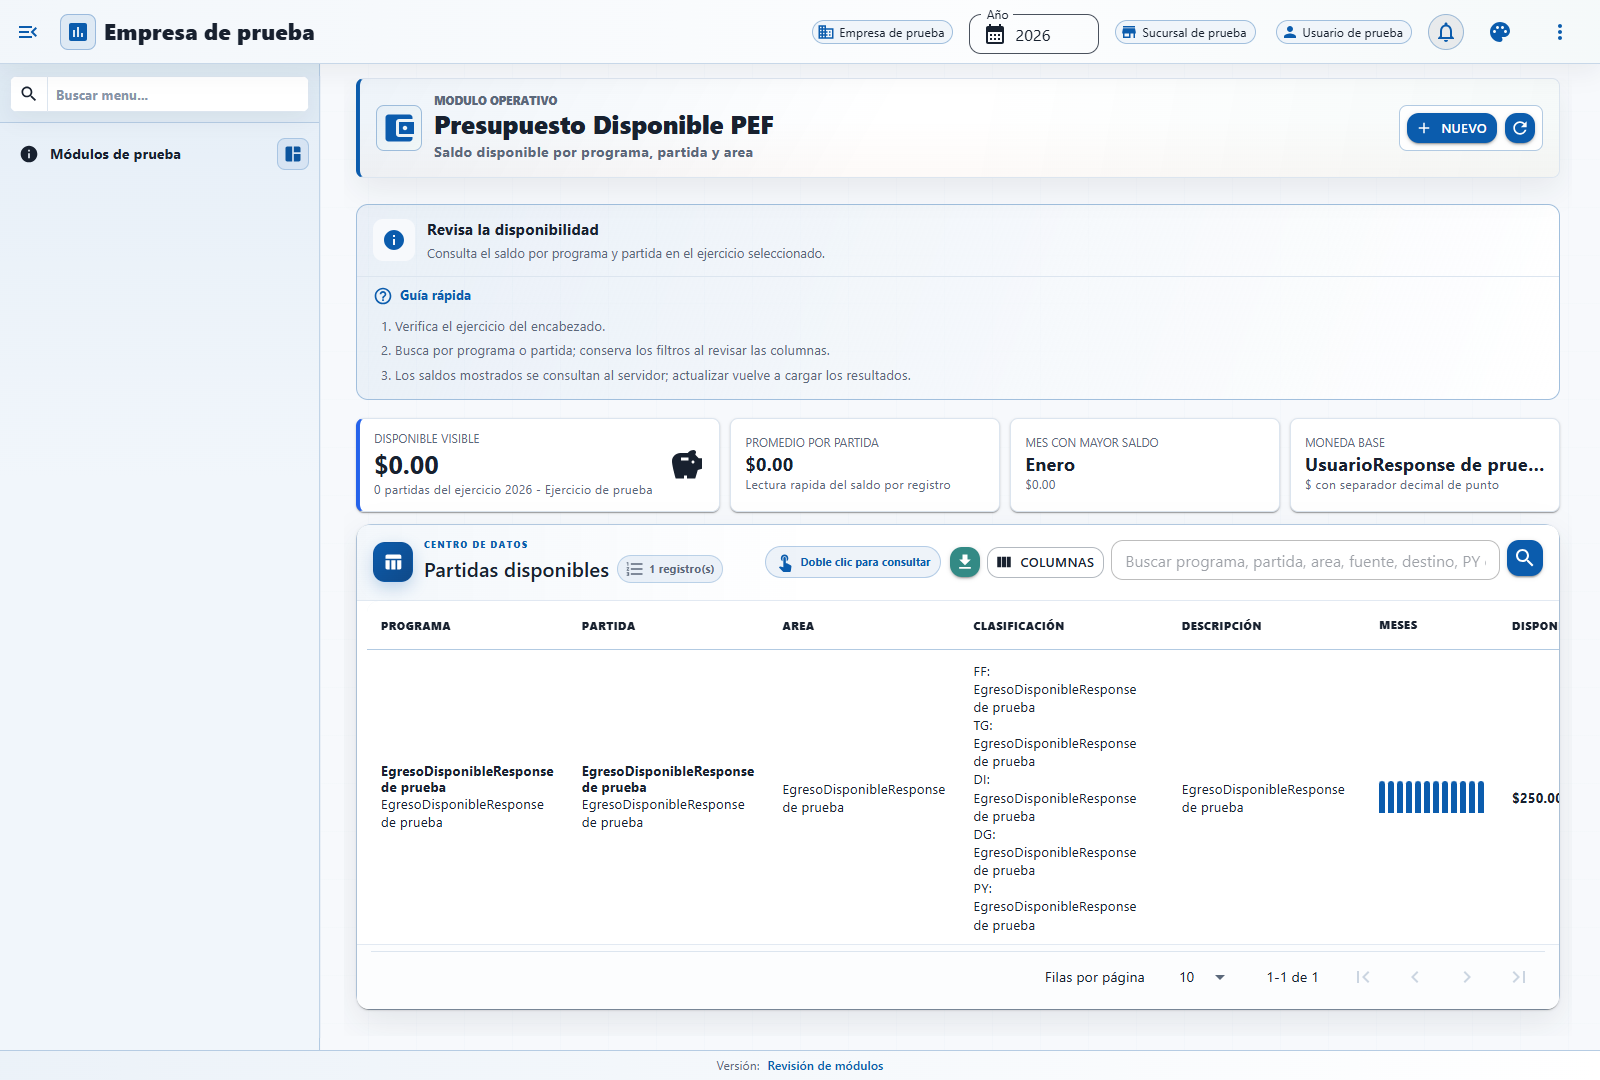 Empresa de prueba
Empresa de prueba
Año
2026
Sucursal de prueba
Usuario de prueba
Buscar menu...
Módulos de prueba
MODULO OPERATIVO
Presupuesto Disponible PEF
Saldo disponible por programa, partida y area
NUEVO
Revisa la disponibilidad
Consulta el saldo por programa y partida en el ejercicio seleccionado.
Guía rápida
1. Verifica el ejercicio del encabezado.
2. Busca por programa o partida; conserva los filtros al revisar las columnas.
3. Los saldos mostrados se consultan al servidor; actualizar vuelve a cargar los resultados.
DISPONIBLE VISIBLE
$0.00
0 partidas del ejercicio 2026 - Ejercicio de prueba
PROMEDIO POR PARTIDA
$0.00
Lectura rapida del saldo por registro
MES CON MAYOR SALDO
Enero
$0.00
MONEDA BASE
UsuarioResponse de prue...
$ con separador decimal de punto
CENTRO DE DATOS
Partidas disponibles
1 registro(s)
Doble clic para consultar
COLUMNAS
Buscar programa, partida, area, fuente, destino, PY
PROGRAMA PARTIDA AREA CLASIFICACIÓN DESCRIPCIÓN MESES DISPON
EgresoDisponibleResponse
de prueba
EgresoDisponibleResponse
de prueba
EgresoDisponibleResponse
de prueba
EgresoDisponibleResponse
de prueba
EgresoDisponibleResponse
de prueba
FF:
EgresoDisponibleResponse
de prueba
TG:
EgresoDisponibleResponse
de prueba
DI:
EgresoDisponibleResponse
de prueba
DG:
EgresoDisponibleResponse
de prueba
PY:
EgresoDisponibleResponse
de prueba
EgresoDisponibleResponse
de prueba
$250.00
Filas por página
10
1-1 de 1
Versión: Revisión de módulos